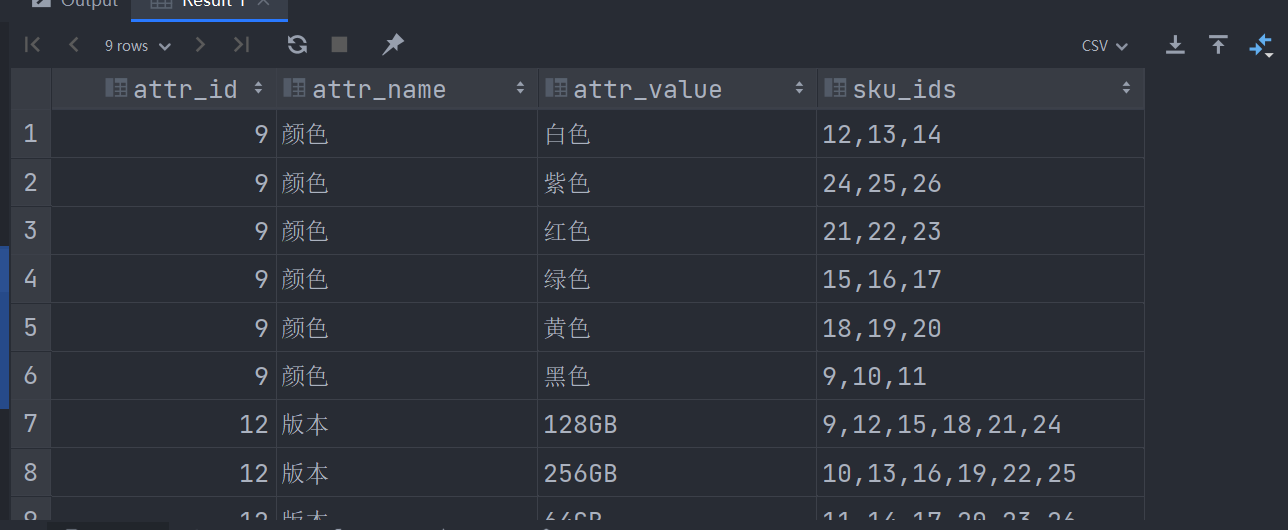 Output Result 1
9 rows CSV
attr_id attr_name attr_value sku_ids
1 9 颜色 白色 12,13,14
2 9 颜色 紫色 24,25,26
3 9 颜色 红色 21,22,23
4 9 颜色 绿色 15,16,17
5 9 颜色 黄色 18,19,20
6 9 颜色 黑色 9,10,11
7 12 版本 128GB 9,12,15,18,21,24
8 12 版本 256GB 10,13,16,19,22,25
9 12 版本 64GB 11,14,17,20,23,26